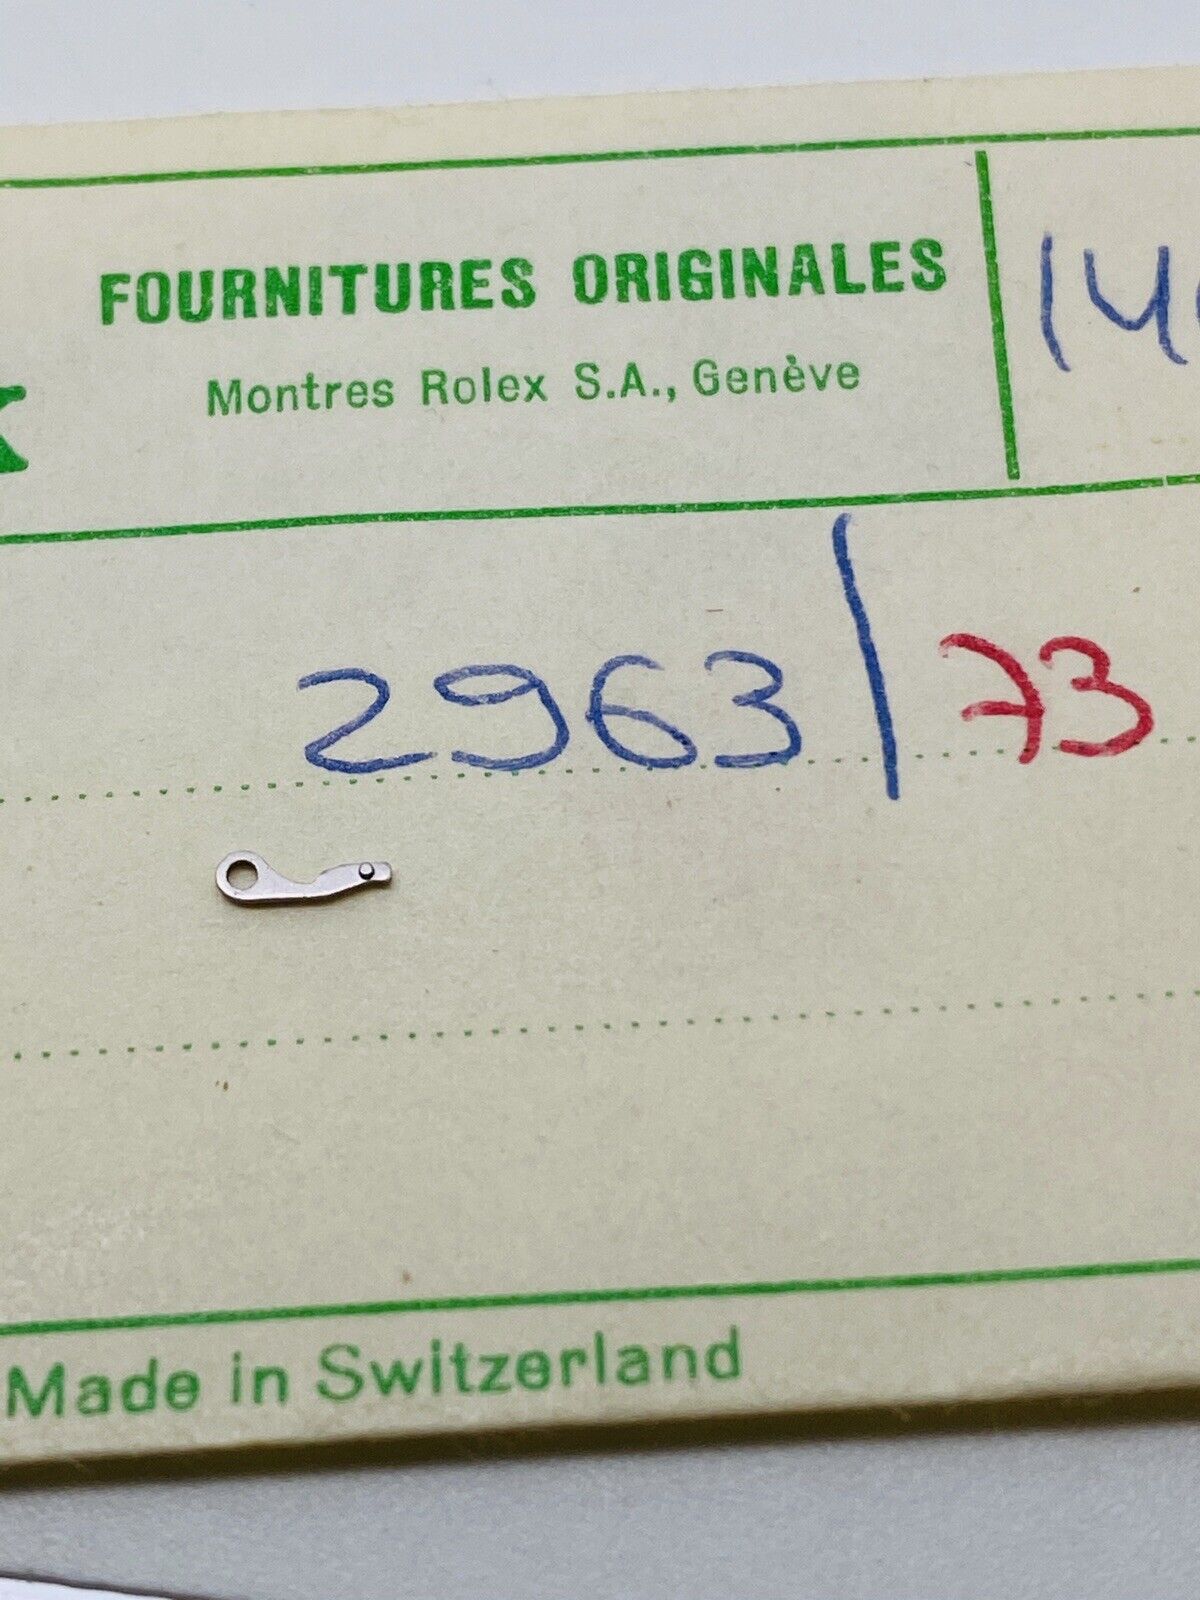 FOURNITURES ORIGINALES
Montres Rolex S.A., Genève
2963/73
Made in Switzerland